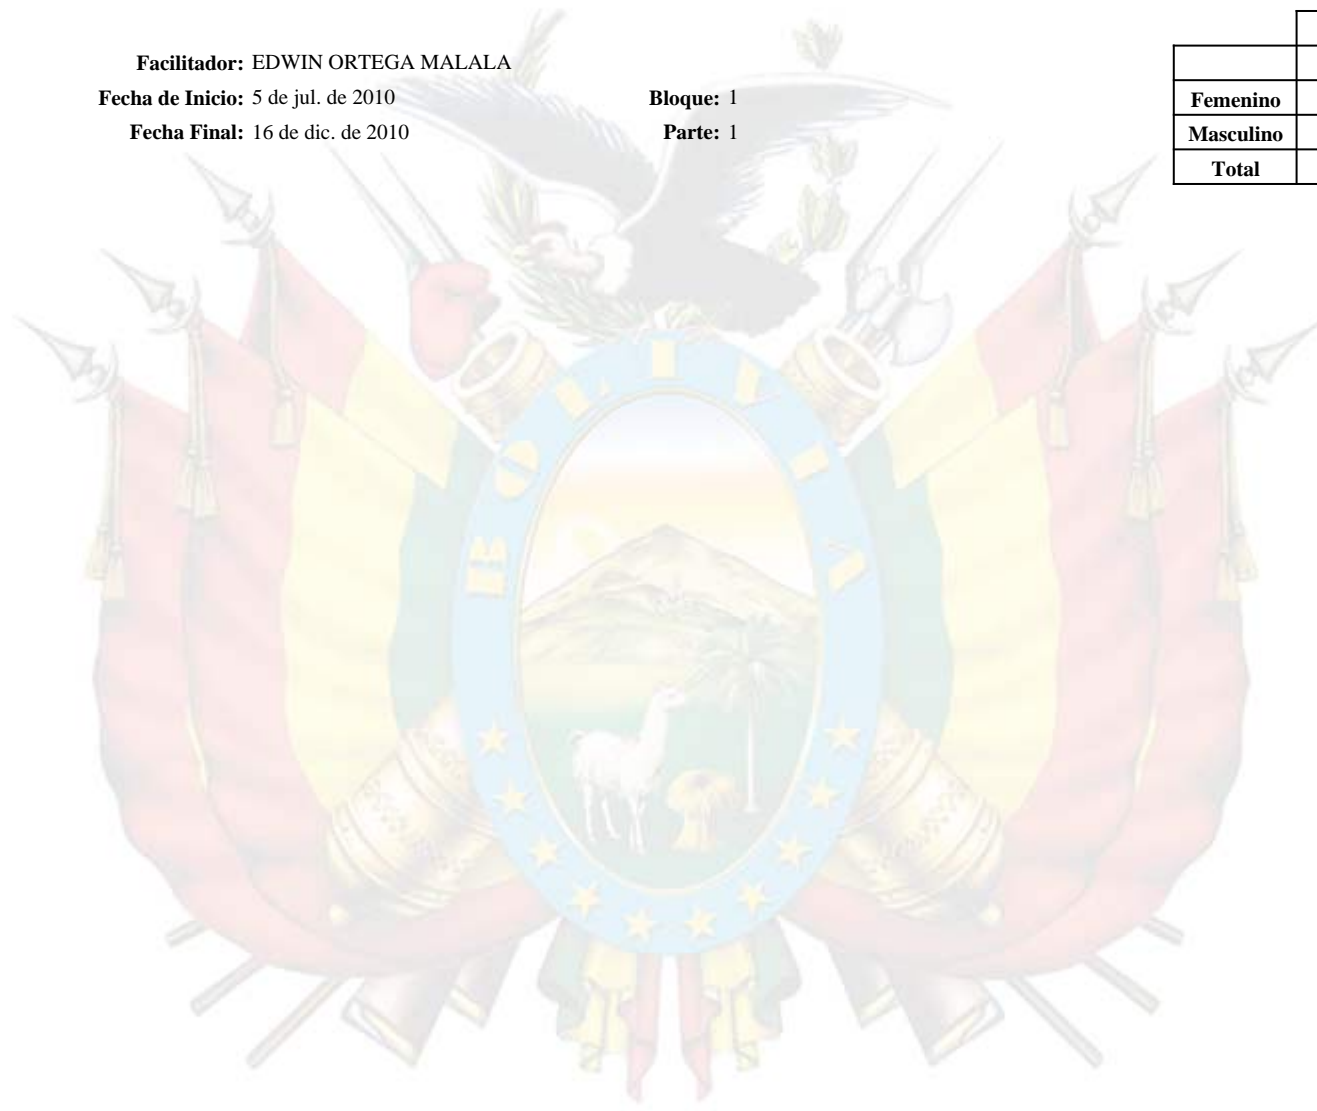 Facilitador: EDWIN ORTEGA MALALA
Fecha de Inicio: 5 de jul. de 2010 Bloque: 1
Fecha Final: 16 de dic. de 2010 Parte: 1
Femenino
Masculino
Total
BOLIVIA